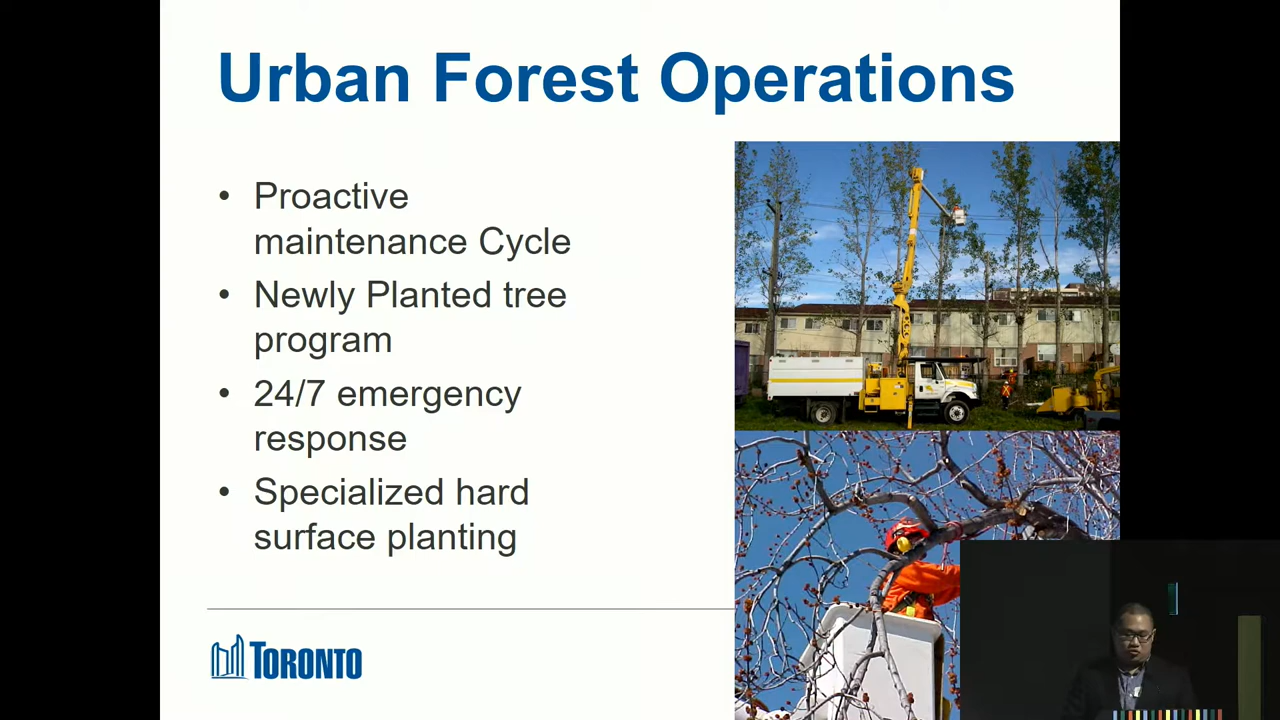 Urban Forest Operations
• Proactive
maintenance Cycle
• Newly Planted tree
program
• 24/7 emergency
response
• Specialized hard
surface planting
TORONTO